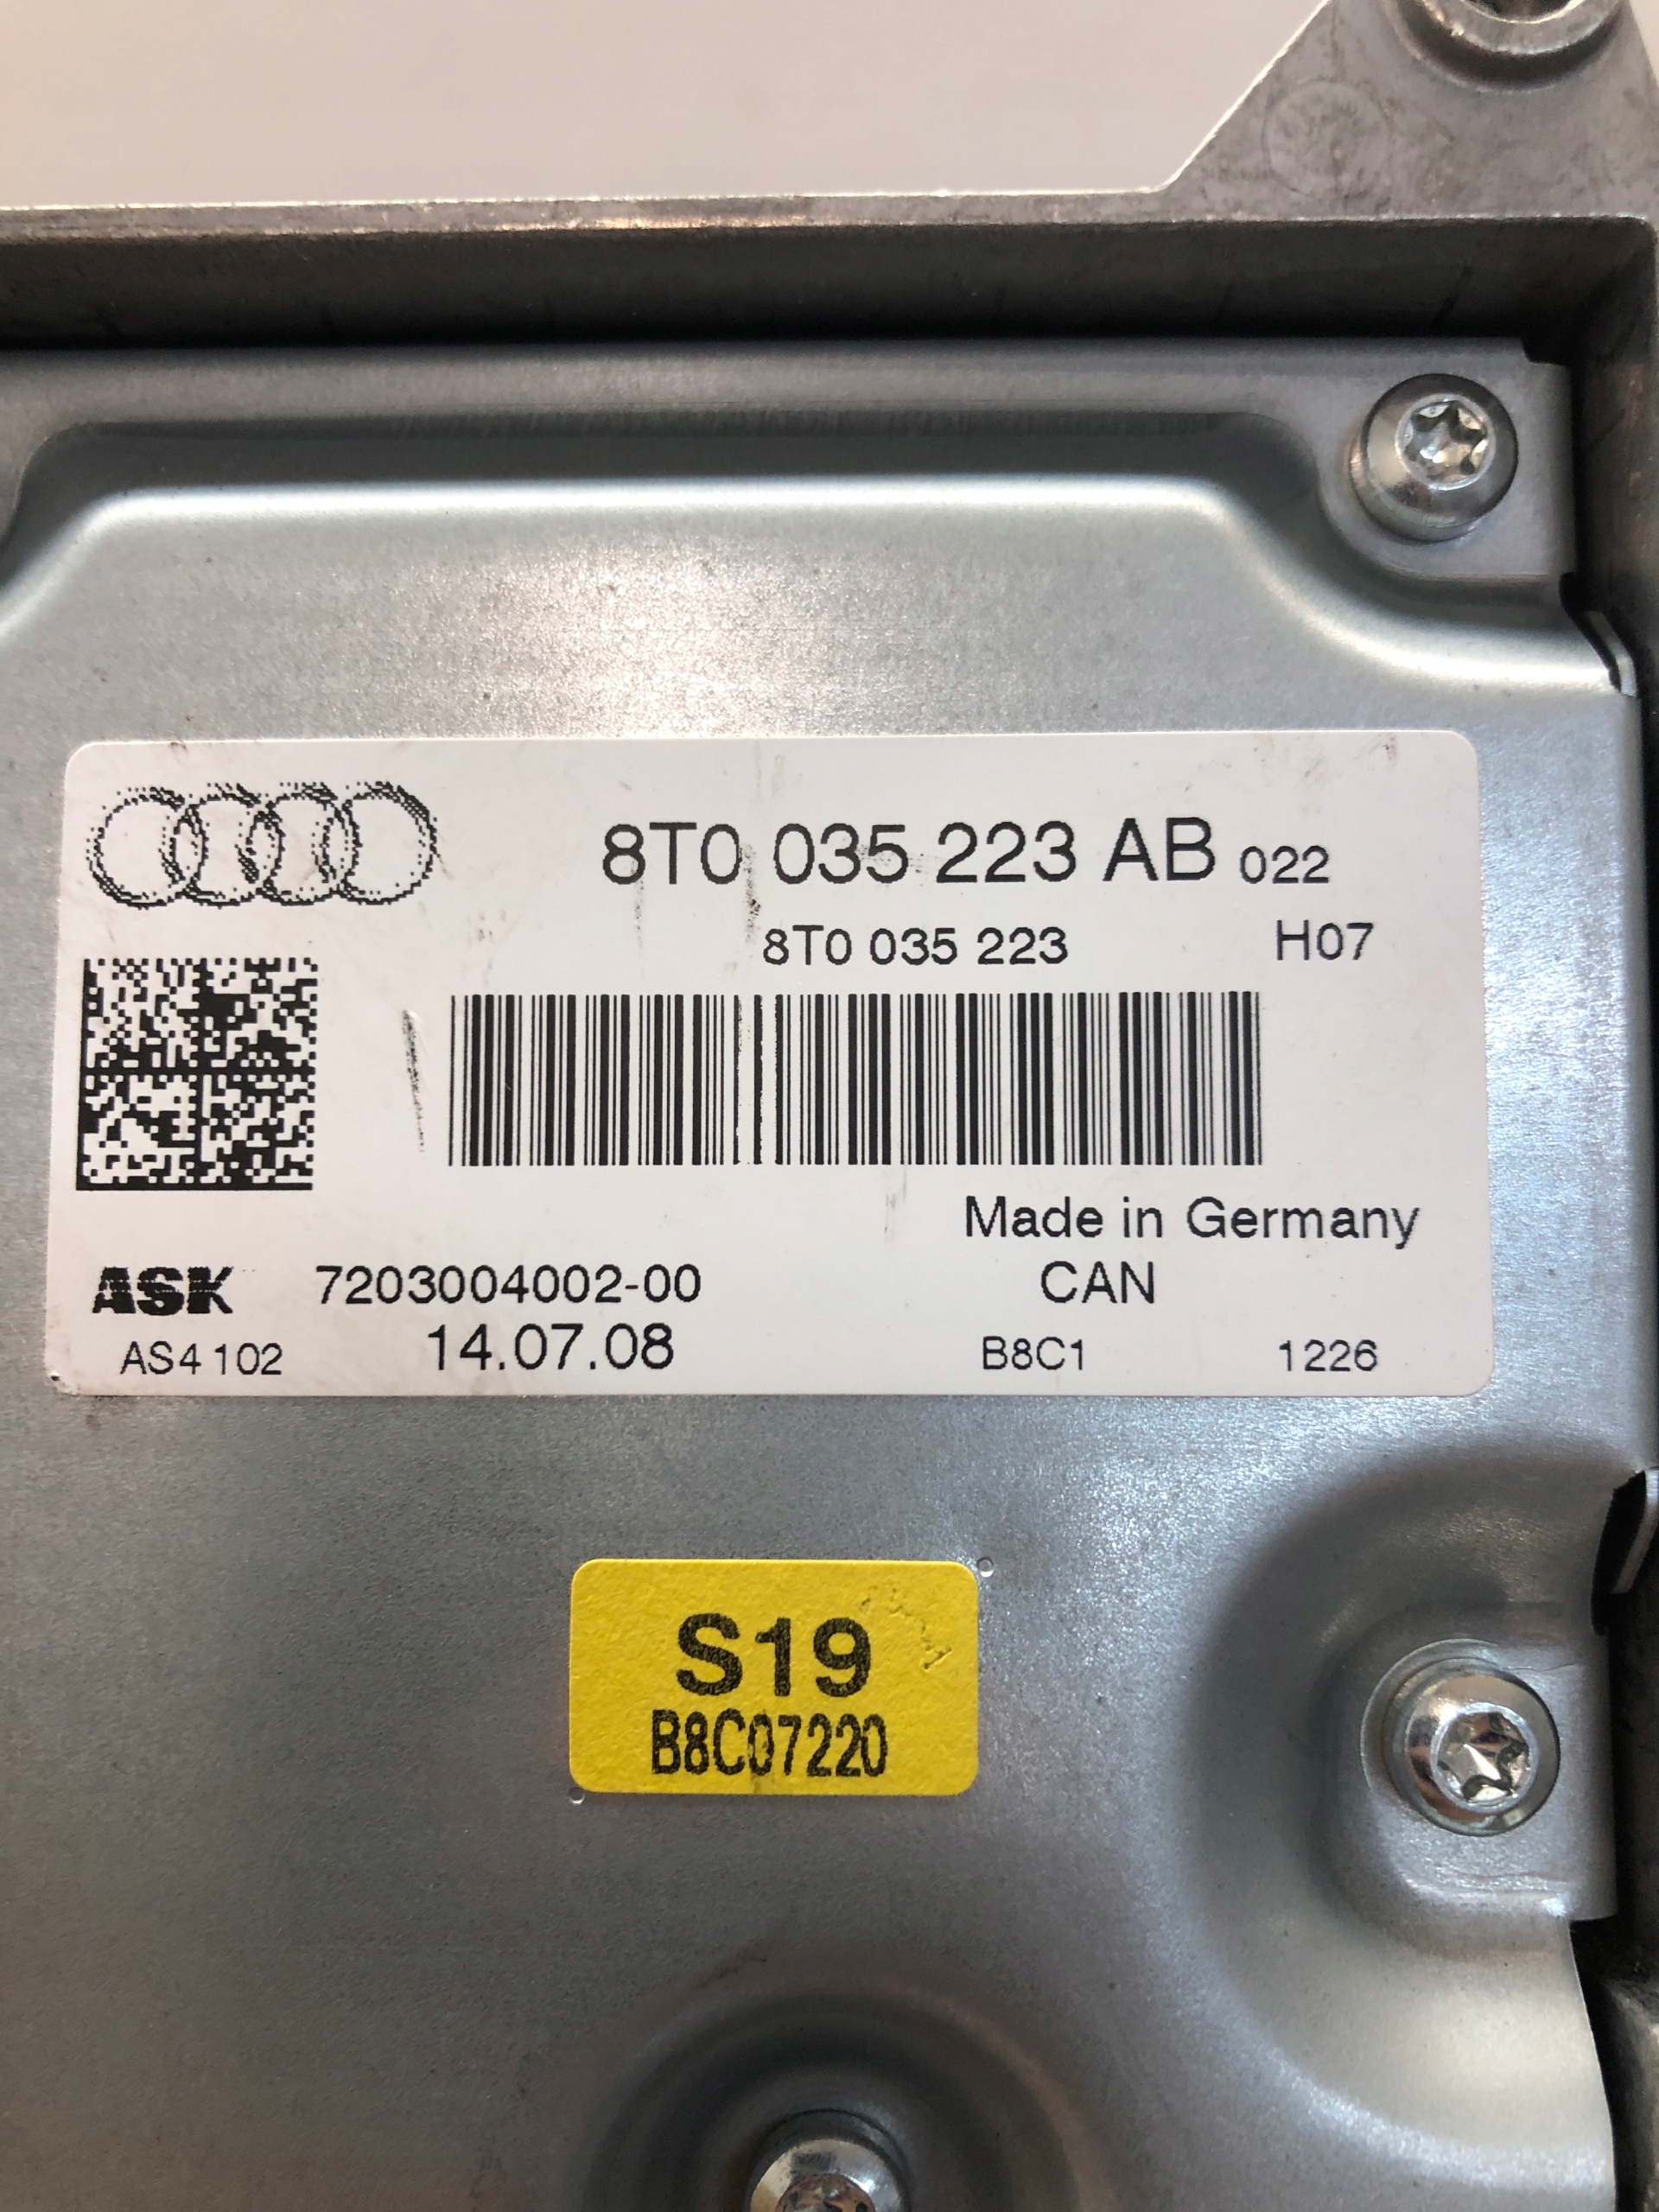 8T0 035 223 AB 022
8T0 035 223 H07
Made in Germany
ASK 7203004002-00 CAN
AS4 102 14.07.08 B8C1 1226
S19
B8C07220